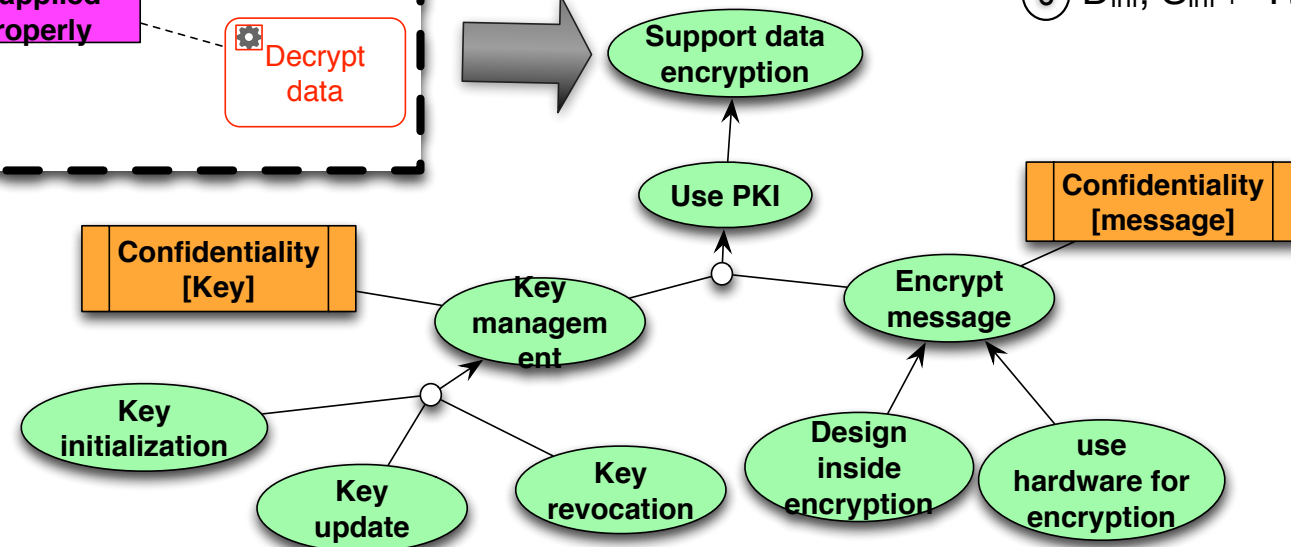 roperly
Decrypt
data
Support data
encryption
Use PKI
Confidentiality
[message]
Confidentiality
[Key]
Key
managem
ent
Encrypt
message
Key
initialization
Key
update
Key
revocation
Design
inside
encryption
use
hardware for
encryption